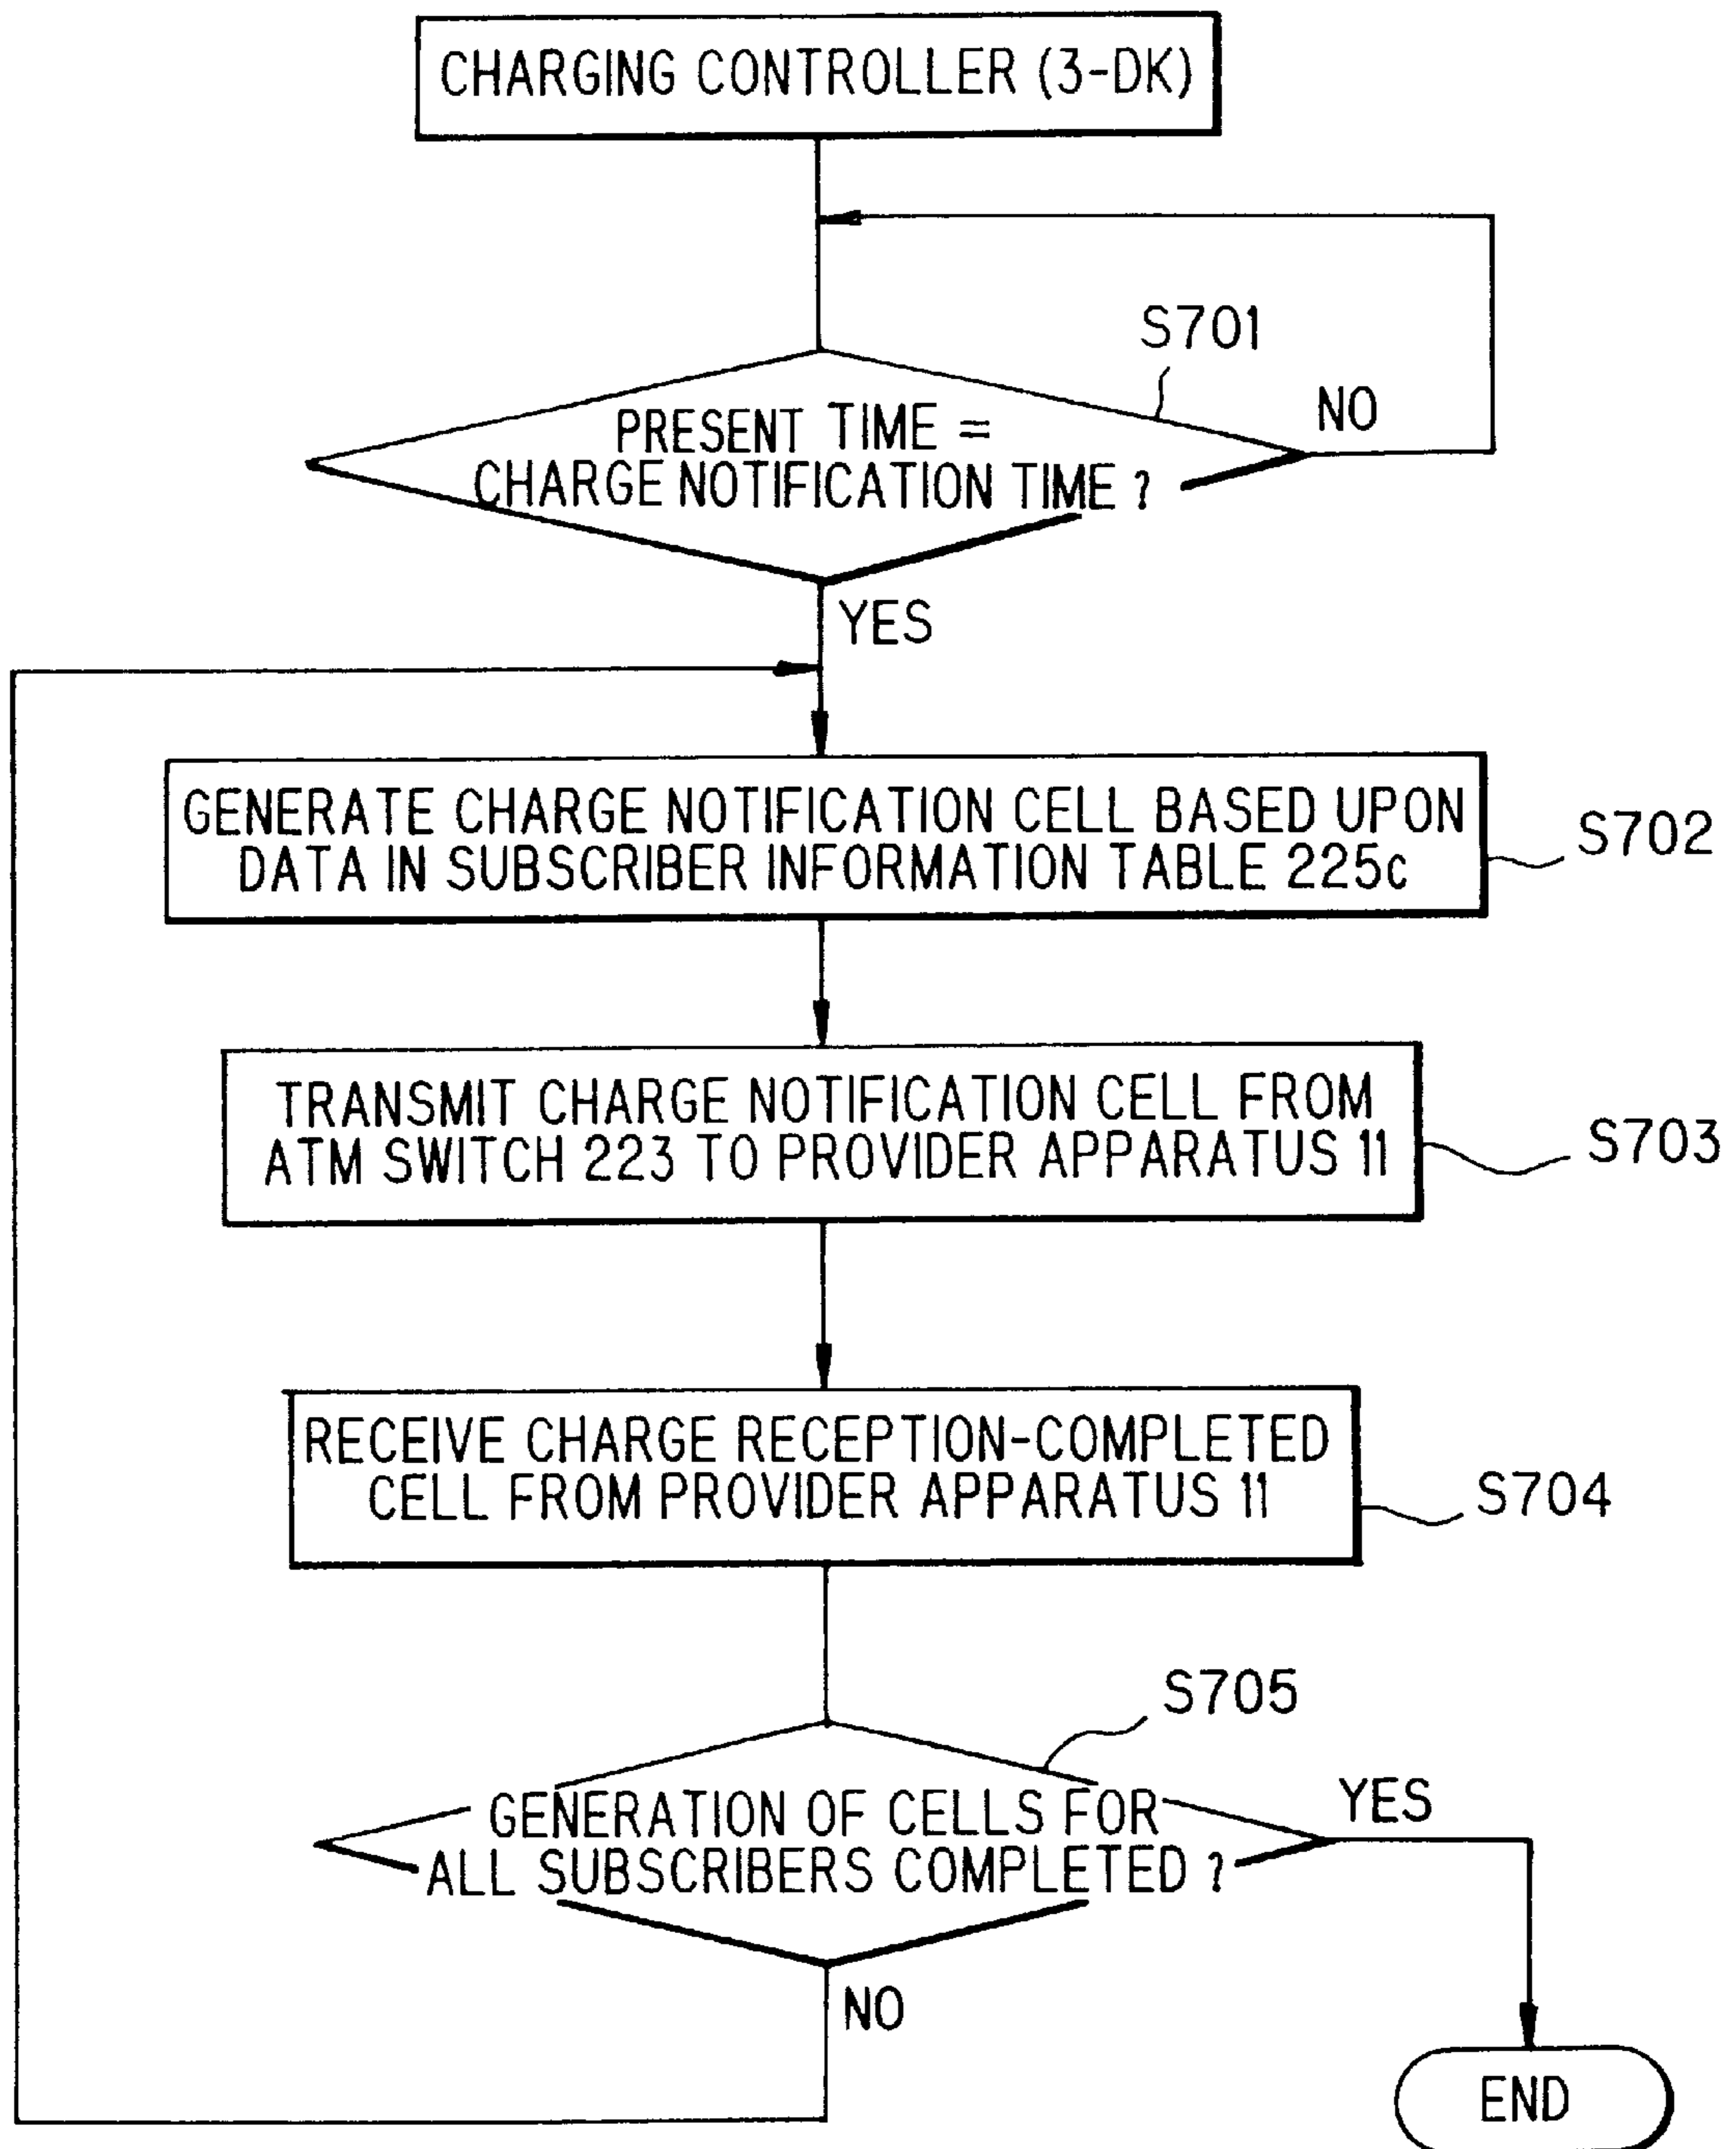 CHARGING CONTROLLER (3-DK)
S701
NO
PRESENT TIME =
CHARGE NOTIFICATION TIME ?
YES
GENERATE CHARGE NOTIFICATION CELL BASED UPON
DATA IN SUBSCRIBER INFORMATION TABLE 225c
S702
TRANSMIT CHARGE NOTIFICATION CELL FROM
ATM SWITCH 223 TO PROVIDER APPARATUS 11
S703
RECEIVE CHARGE RECEPTION-COMPLETED
CELL FROM PROVIDER APPARATUS 11
S704
S705
GENERATION OF CELLS FOR
ALL SUBSCRIBERS COMPLETED ?
YES
NO
END